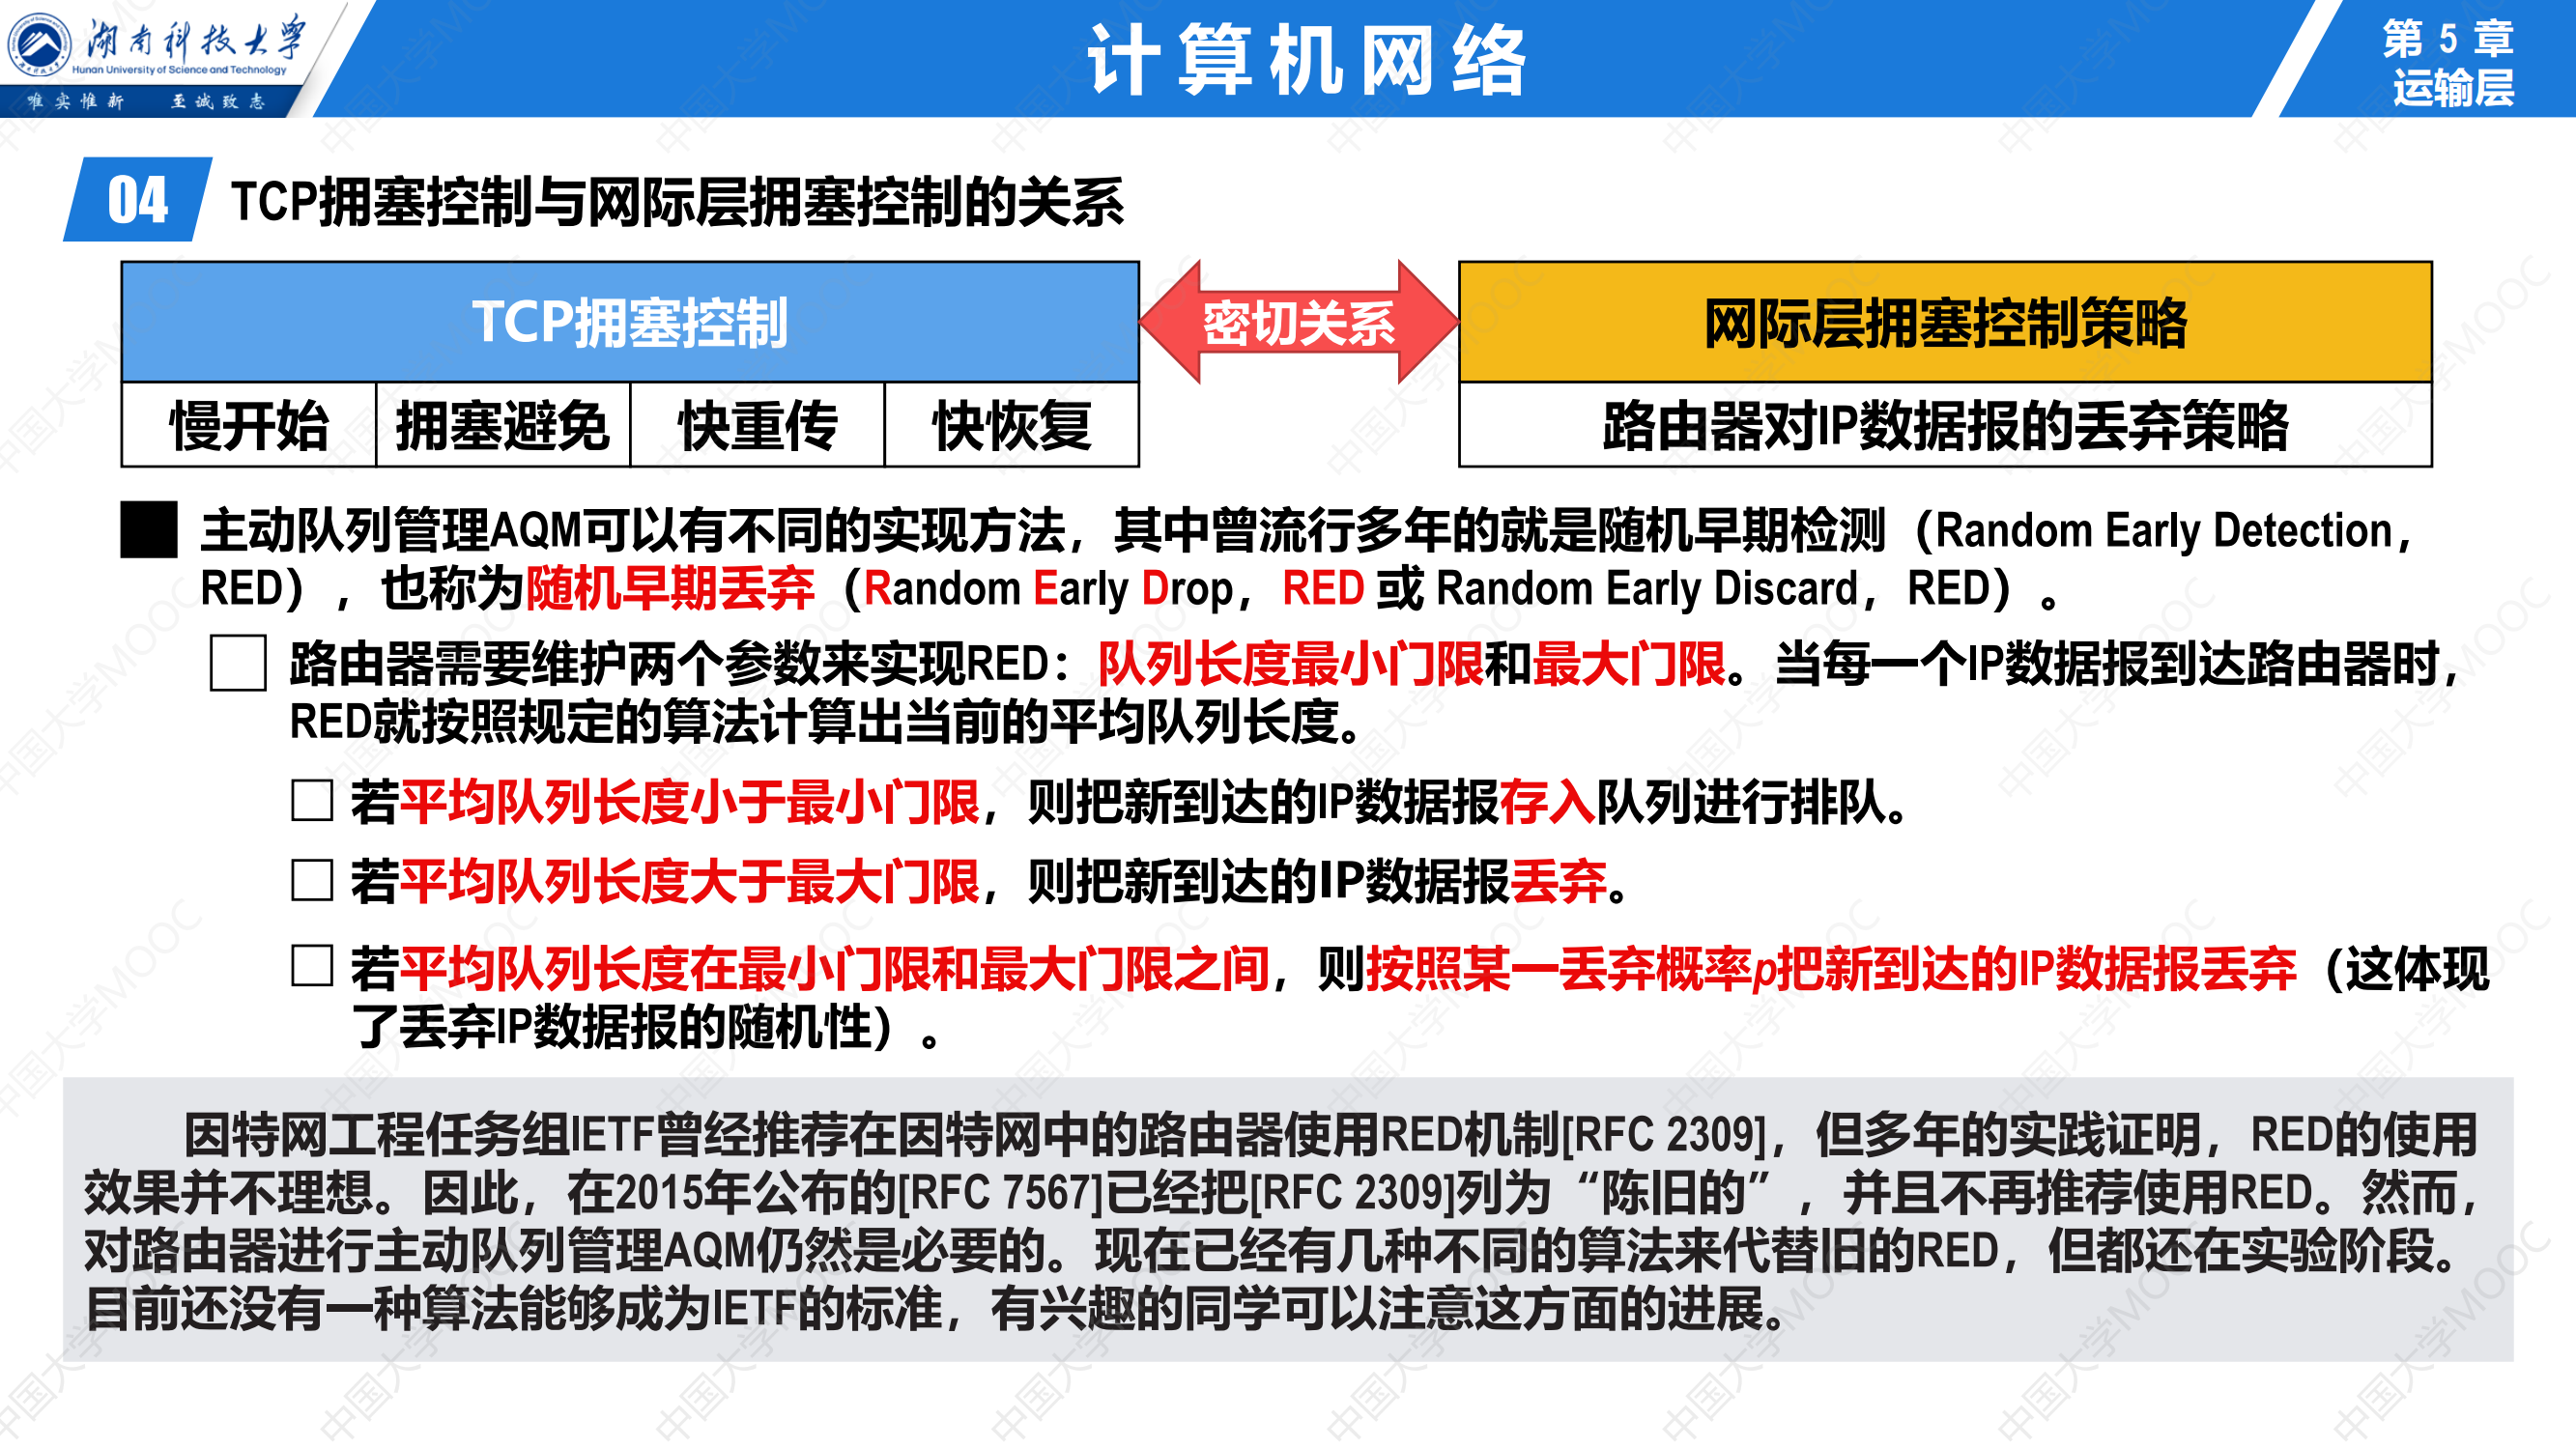 湖南科技大学
Hunan University of Science and Technology
唯实惟新 至诚致志
计算机网络
第 5 章
运输层
04 TCP拥塞控制与网际层拥塞控制的关系
TCP拥塞控制
密切关系
网际层拥塞控制策略
慢开始 拥塞避免 快重传 快恢复
路由器对IP数据报的丢弃策略
主动队列管理AQM可以有不同的实现方法，其中曾流行多年的就是随机早期检测（Random Early Detection，
RED），也称为随机早期丢弃（Random Early Drop，RED 或 Random Early Discard，RED）。
路由器需要维护两个参数来实现RED：队列长度最小门限和最大门限。当每一个IP数据报到达路由器时，
RED就按照规定的算法计算出当前的平均队列长度。
若平均队列长度小于最小门限，则把新到达的IP数据报存入队列进行排队。
若平均队列长度大于最大门限，则把新到达的IP数据报丢弃。
若平均队列长度在最小门限和最大门限之间，则按照某一丢弃概率p把新到达的IP数据报丢弃（这体现
了丢弃IP数据报的随机性）。
因特网工程任务组IETF曾经推荐在因特网中的路由器使用RED机制[RFC 2309]，但多年的实践证明，RED的使用
效果并不理想。因此，在2015年公布的[RFC 7567]已经把[RFC 2309]列为“陈旧的”，并且不再推荐使用RED。然而，
对路由器进行主动队列管理AQM仍然是必要的。现在已经有几种不同的算法来代替旧的RED，但都还在实验阶段。
目前还没有一种算法能够成为IETF的标准，有兴趣的同学可以注意这方面的进展。
中国大学MOOC